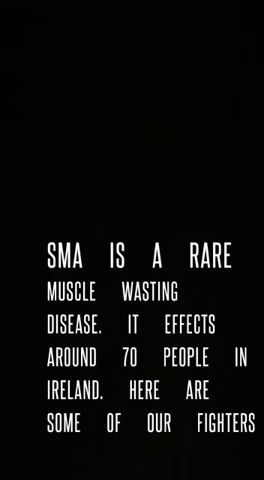 SMA IS A RARE
MUSCLE WASTING
DISEASE. IT EFFECTS
AROUND 70 PEOPLE IN
IRELAND. HERE ARE
SOME OF OUR FIGHTERS